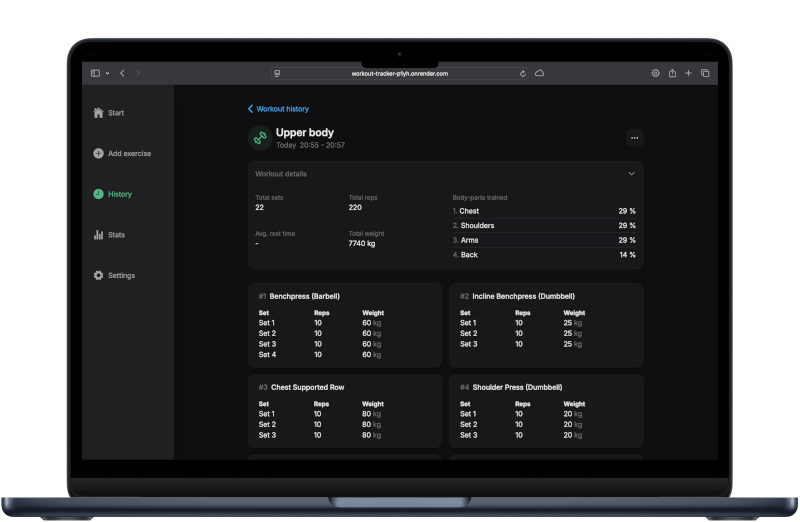 workout-tracker-p1yh.onrender.com
Start
Add exercise
History
Stats
Settings
Workout history
Upper body
Today 20:55 - 20:57
Workout details
Total sets
22
Total reps
220
Avg. rest time
-
Total weight
7740 kg
Body-parts trained
1. Chest 29 %
2. Shoulders 29 %
3. Arms 29 %
4. Back 14 %
#1 Benchpress (Barbell)
Set Reps Weight
Set 1 10 60 kg
Set 2 10 60 kg
Set 3 10 60 kg
Set 4 10 60 kg
#2 Incline Benchpress (Dumbbell)
Set Reps Weight
Set 1 10 25 kg
Set 2 10 25 kg
Set 3 10 25 kg
#3 Chest Supported Row
Set Reps Weight
Set 1 10 80 kg
Set 2 10 80 kg
Set 3 10 80 kg
#4 Shoulder Press (Dumbbell)
Set Reps Weight
Set 1 10 20 kg
Set 2 10 20 kg
Set 3 10 20 kg